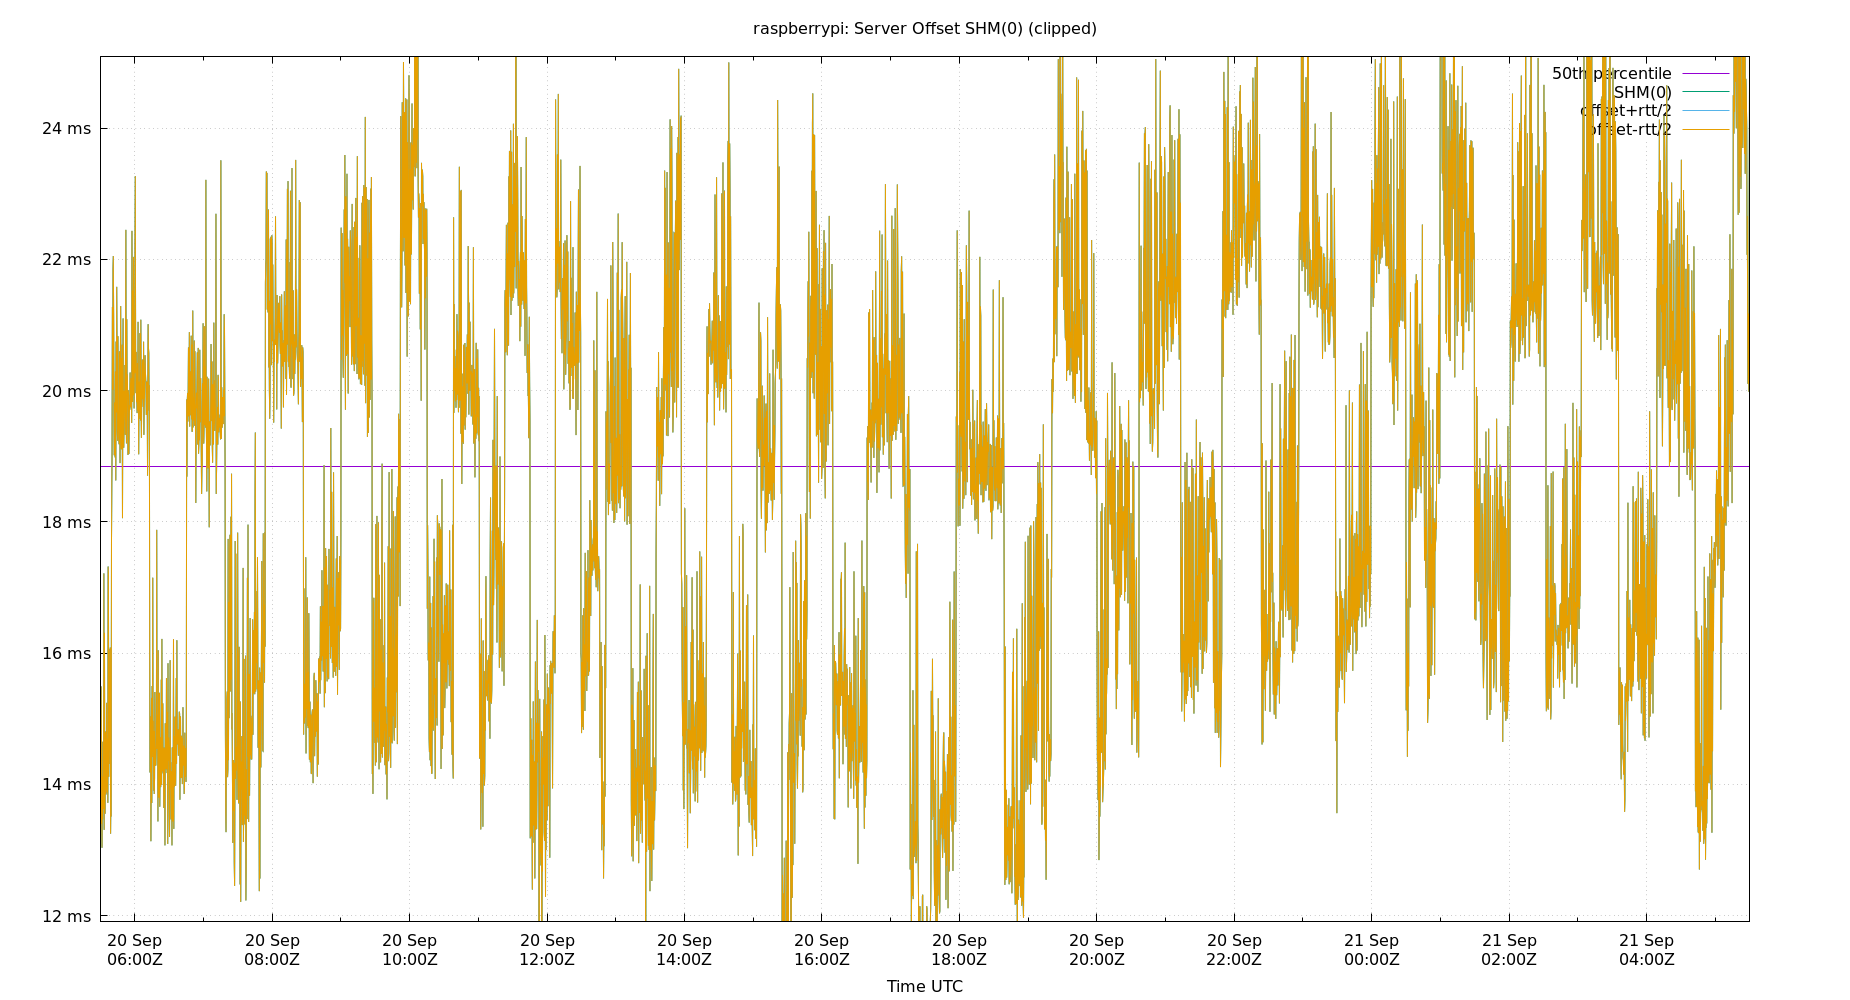 raspberrypi: Server Offset SHM(0) (clipped)
50th percentile
SHM(0)
offset+rtt/2
offset-rtt/2
24 ms
22 ms
20 ms
18 ms
16 ms
14 ms
12 ms
20 Sep 20 Sep 20 Sep 20 Sep 20 Sep 20 Sep 20 Sep 20 Sep 20 Sep 21 Sep 21 Sep 21 Sep
06:00Z 08:00Z 10:00Z 12:00Z 14:00Z 16:00Z 18:00Z 20:00Z 22:00Z 00:00Z 02:00Z 04:00Z
Time UTC